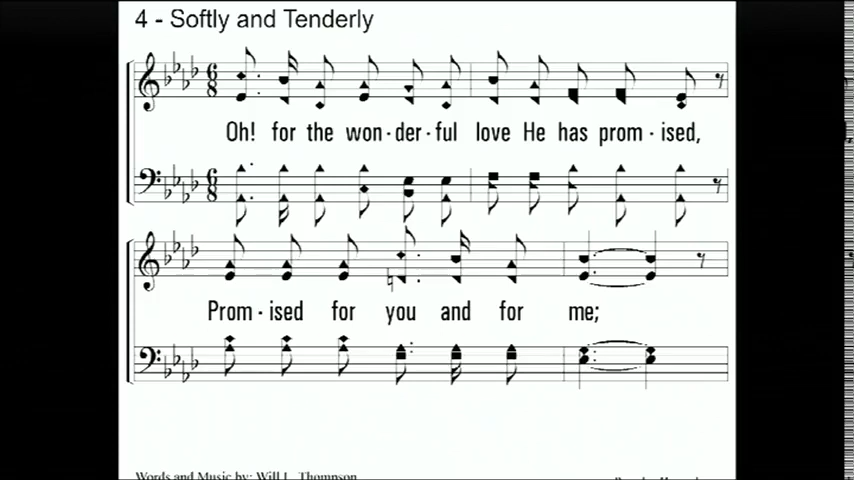 4 - Softly and Tenderly
Oh! for the won - der - ful love He has prom - ised,
Prom - ised for you and for me;
Words and Music by: Will L. Thompson